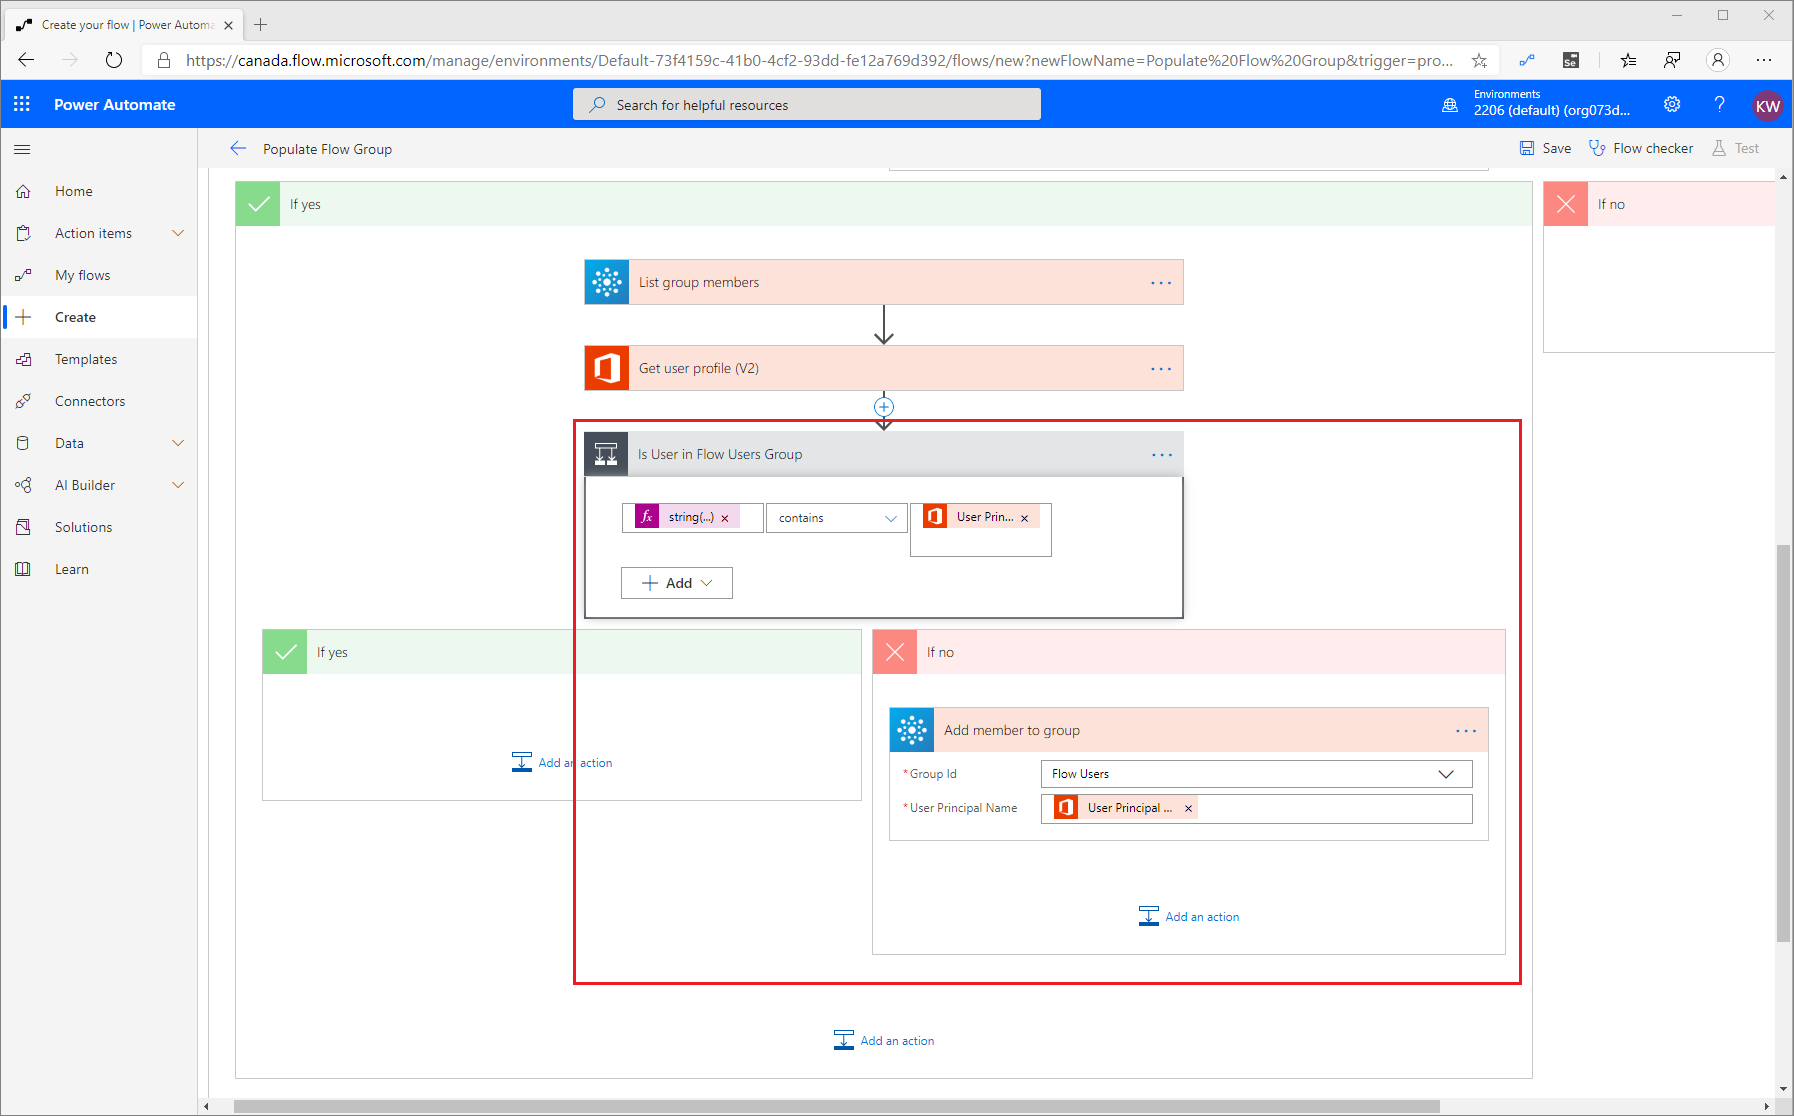 Create your flow | Power Automa
https://canada.flow.microsoft.com/manage/environments/Default-73f4159c-41b0-4cf2-93dd-fe12a769d392/flows/new?newFlowName=Populate%20Flow%20Group&trigger=pro...
Se
Power Automate
Search for helpful resources
Environments
2206 (default) (org073d...
?
KW
Populate Flow Group
Save
Flow checker
Test
Home
Action items
My flows
Create
Templates
Connectors
Data
AI Builder
Solutions
Learn
If yes
If no
List group members
Get user profile (V2)
Is User in Flow Users Group
fx string(...) contains User Prin...
Add
If yes
If no
Add an action
Add member to group
* Group Id Flow Users
* User Principal Name User Principal ...
Add an action
Add an action